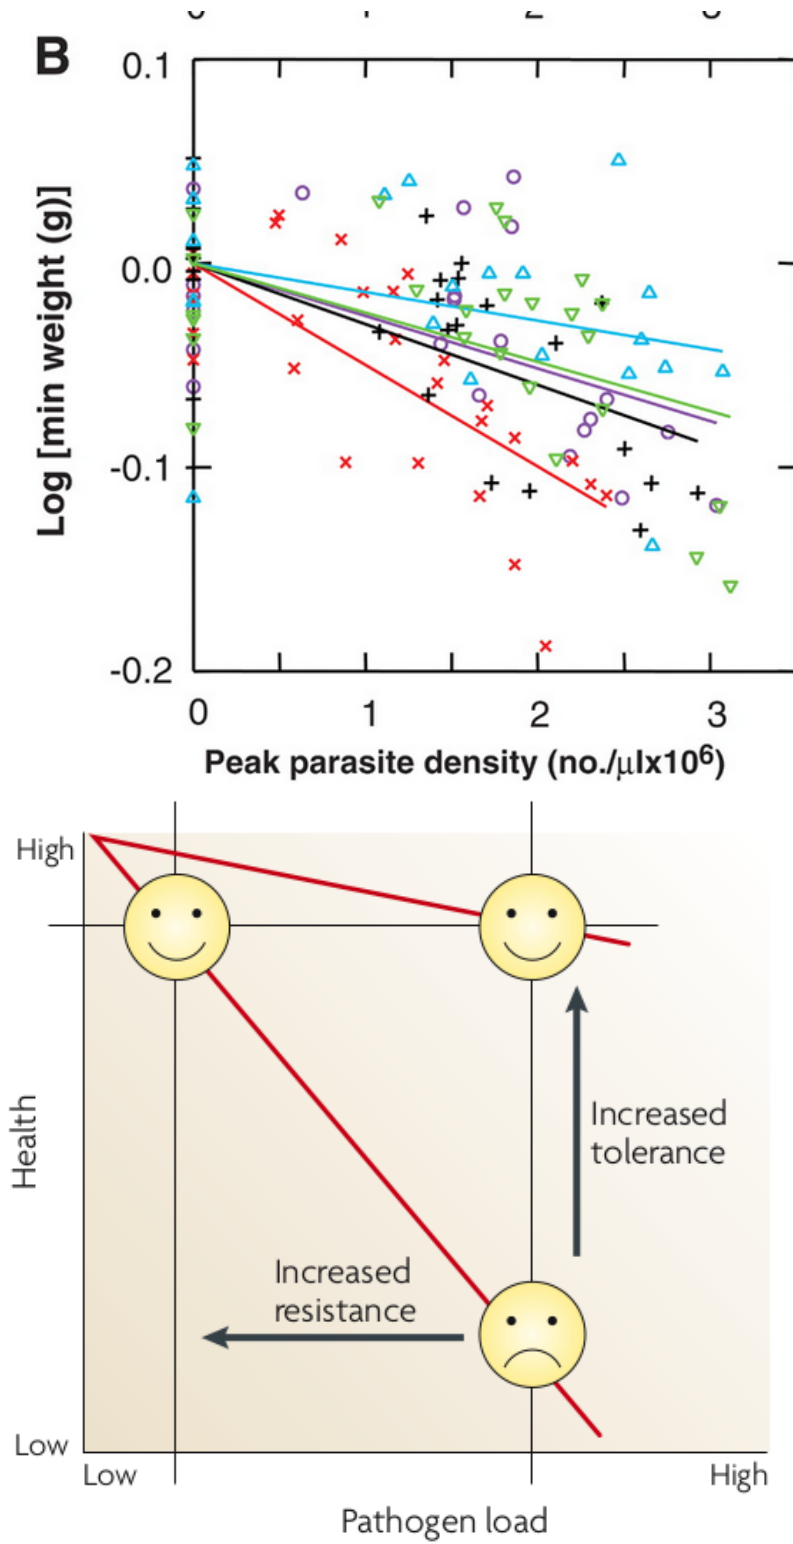 B
0.1
0.0
-0.1
-0.2
Log [min weight (g)]
0 1 2 3
Peak parasite density (no./μlx10⁶)
High
Health
Increased
tolerance
Increased
resistance
Low
Low High
Pathogen load